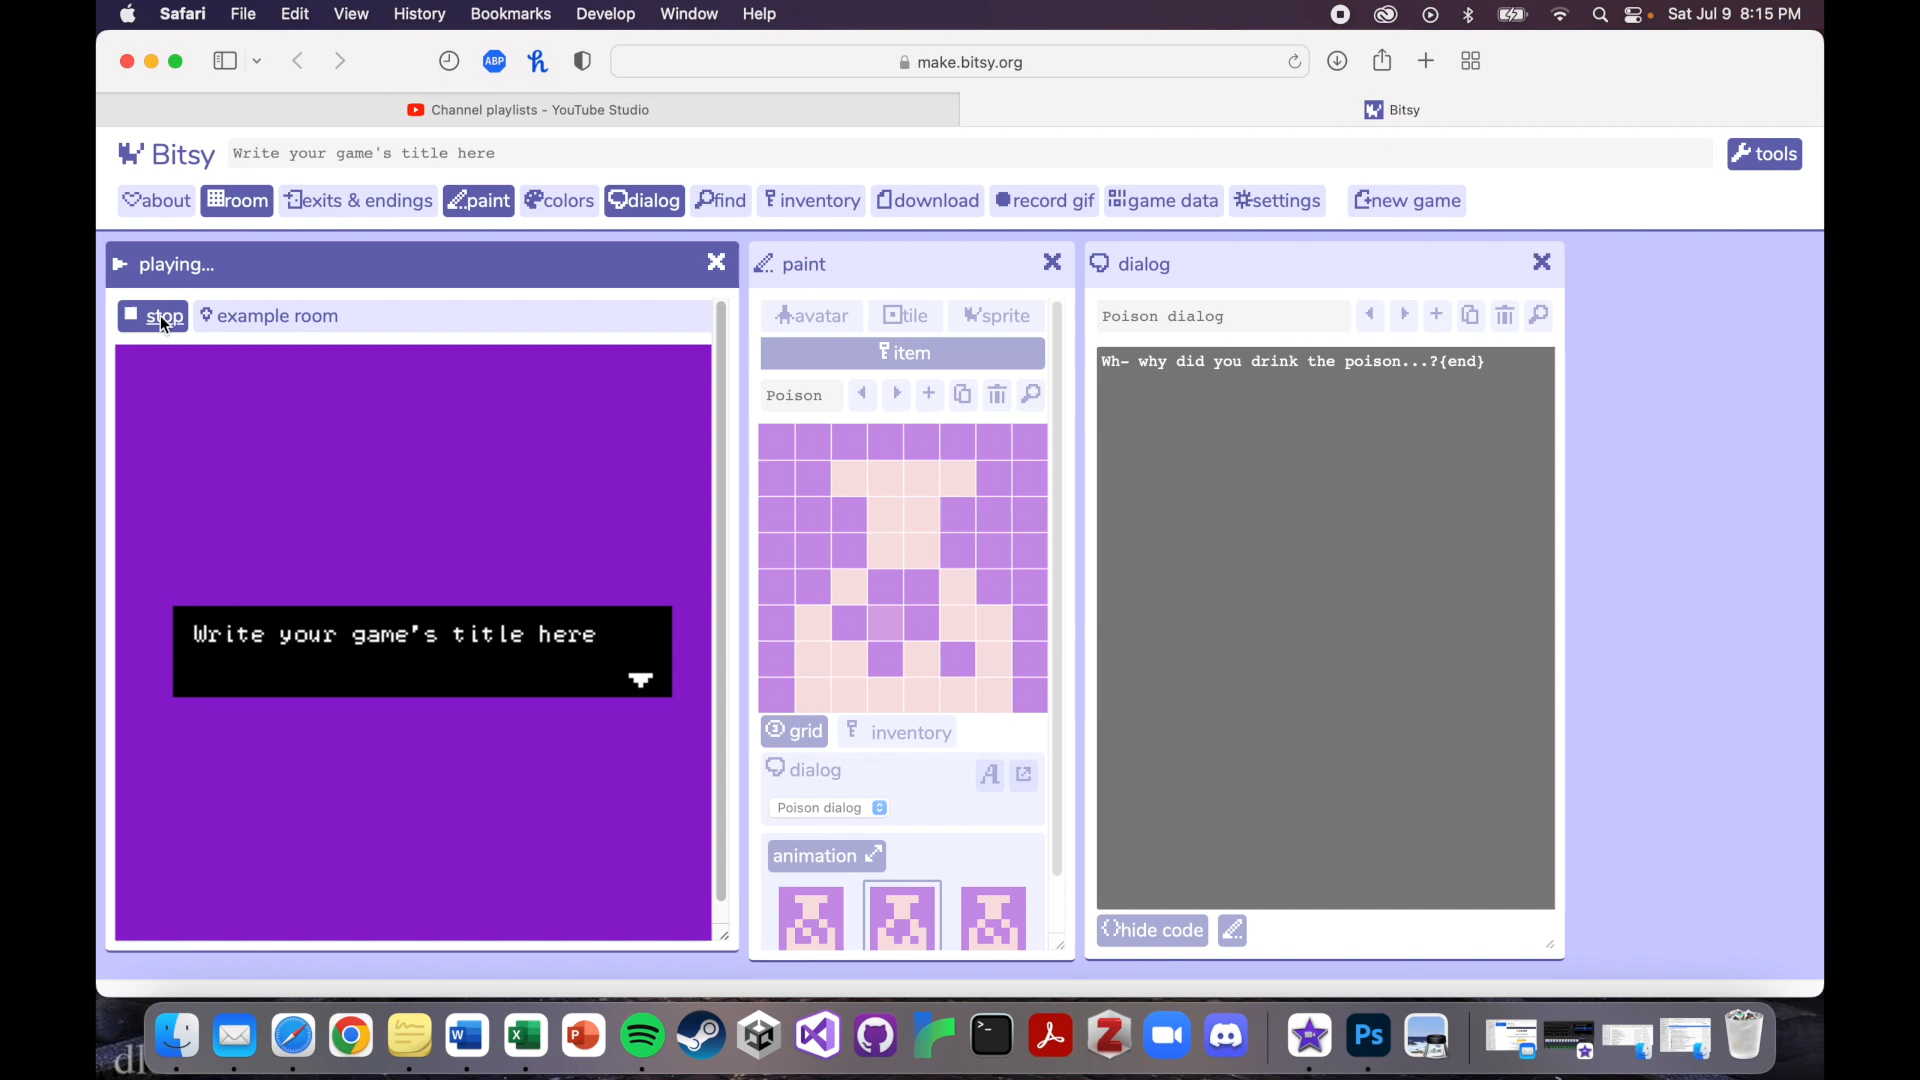 Safari File Edit View History Bookmarks Develop Window Help Sat Jul 9 8:15 PM
ABP make.bitsy.org
Channel playlists - YouTube Studio Bitsy
Bitsy Write your game's title here tools
about room exits & endings paint colors dialog find inventory download record gif game data settings new game
playing... paint dialog
stop example room avatar tile sprite Poison dialog
item
Wh- why did you drink the poison...?{end}
Poison
Write your game's title here
grid inventory
dialog A
Poison dialog
animation
hide code
W X P Z Ps